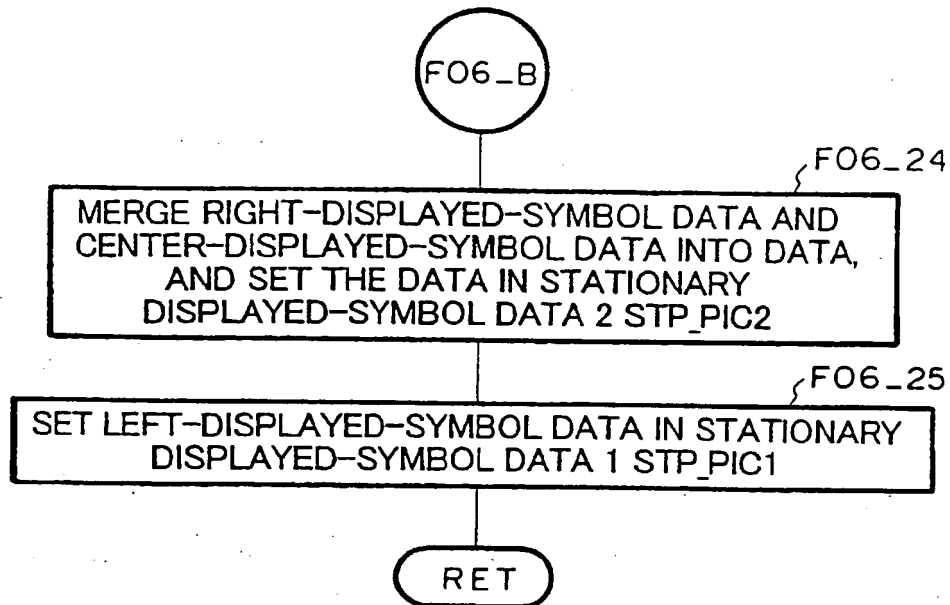 F06_B
F06_24
MERGE RIGHT-DISPLAYED-SYMBOL DATA AND
CENTER-DISPLAYED-SYMBOL DATA INTO DATA,
AND SET THE DATA IN STATIONARY
DISPLAYED-SYMBOL DATA 2 STP_PIC2
F06_25
SET LEFT-DISPLAYED-SYMBOL DATA IN STATIONARY
DISPLAYED-SYMBOL DATA 1 STP_PIC1
RET